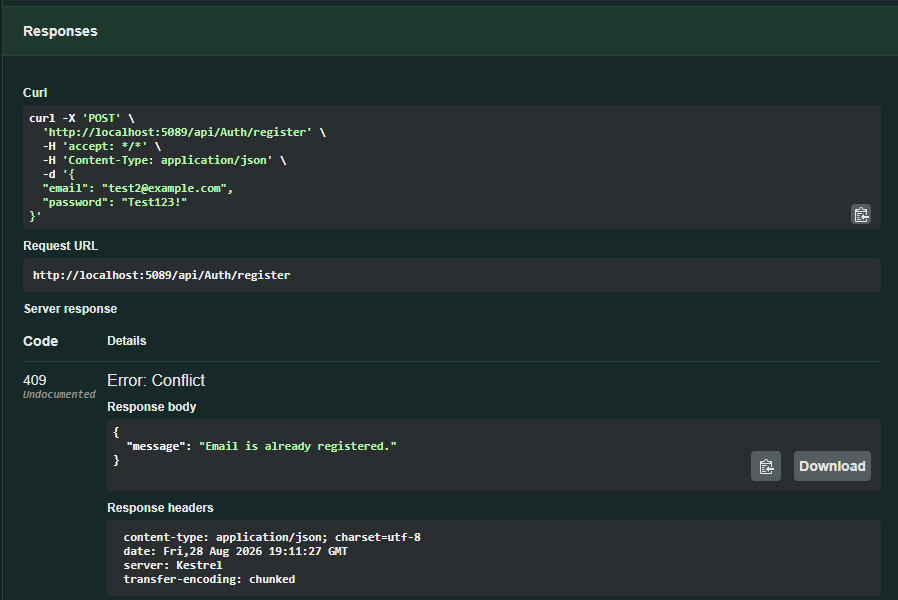 Responses
Curl
curl -X 'POST' \
  'http://localhost:5089/api/Auth/register' \
  -H 'accept: */*' \
  -H 'Content-Type: application/json' \
  -d '{
  "email": "test2@example.com",
  "password": "Test123!"
}'
Request URL
http://localhost:5089/api/Auth/register
Server response
Code Details
409 Error: Conflict
Undocumented
Response body
{
  "message": "Email is already registered."
}
Download
Response headers
content-type: application/json; charset=utf-8
date: Fri,28 Aug 2026 19:11:27 GMT
server: Kestrel
transfer-encoding: chunked